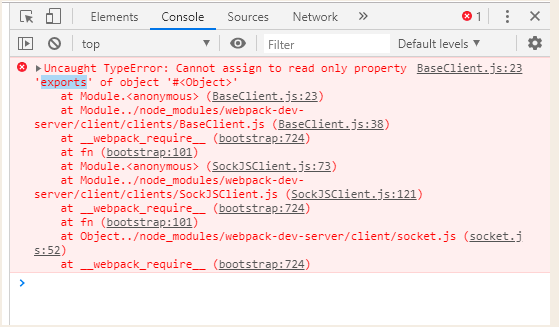 Elements Console Sources Network » 1
top ▼ Filter Default levels ▼
Uncaught TypeError: Cannot assign to read only property BaseClient.js:23
'exports' of object '#<Object>'
at Module.<anonymous> (BaseClient.js:23)
at Module../node_modules/webpack-dev-
server/client/clients/BaseClient.js (BaseClient.js:38)
at __webpack_require__ (bootstrap:724)
at fn (bootstrap:101)
at Module.<anonymous> (SockJSClient.js:73)
at Module../node_modules/webpack-dev-
server/client/clients/SockJSClient.js (SockJSClient.js:121)
at __webpack_require__ (bootstrap:724)
at fn (bootstrap:101)
at Object../node_modules/webpack-dev-server/client/socket.js (socket.j
s:52)
at __webpack_require__ (bootstrap:724)